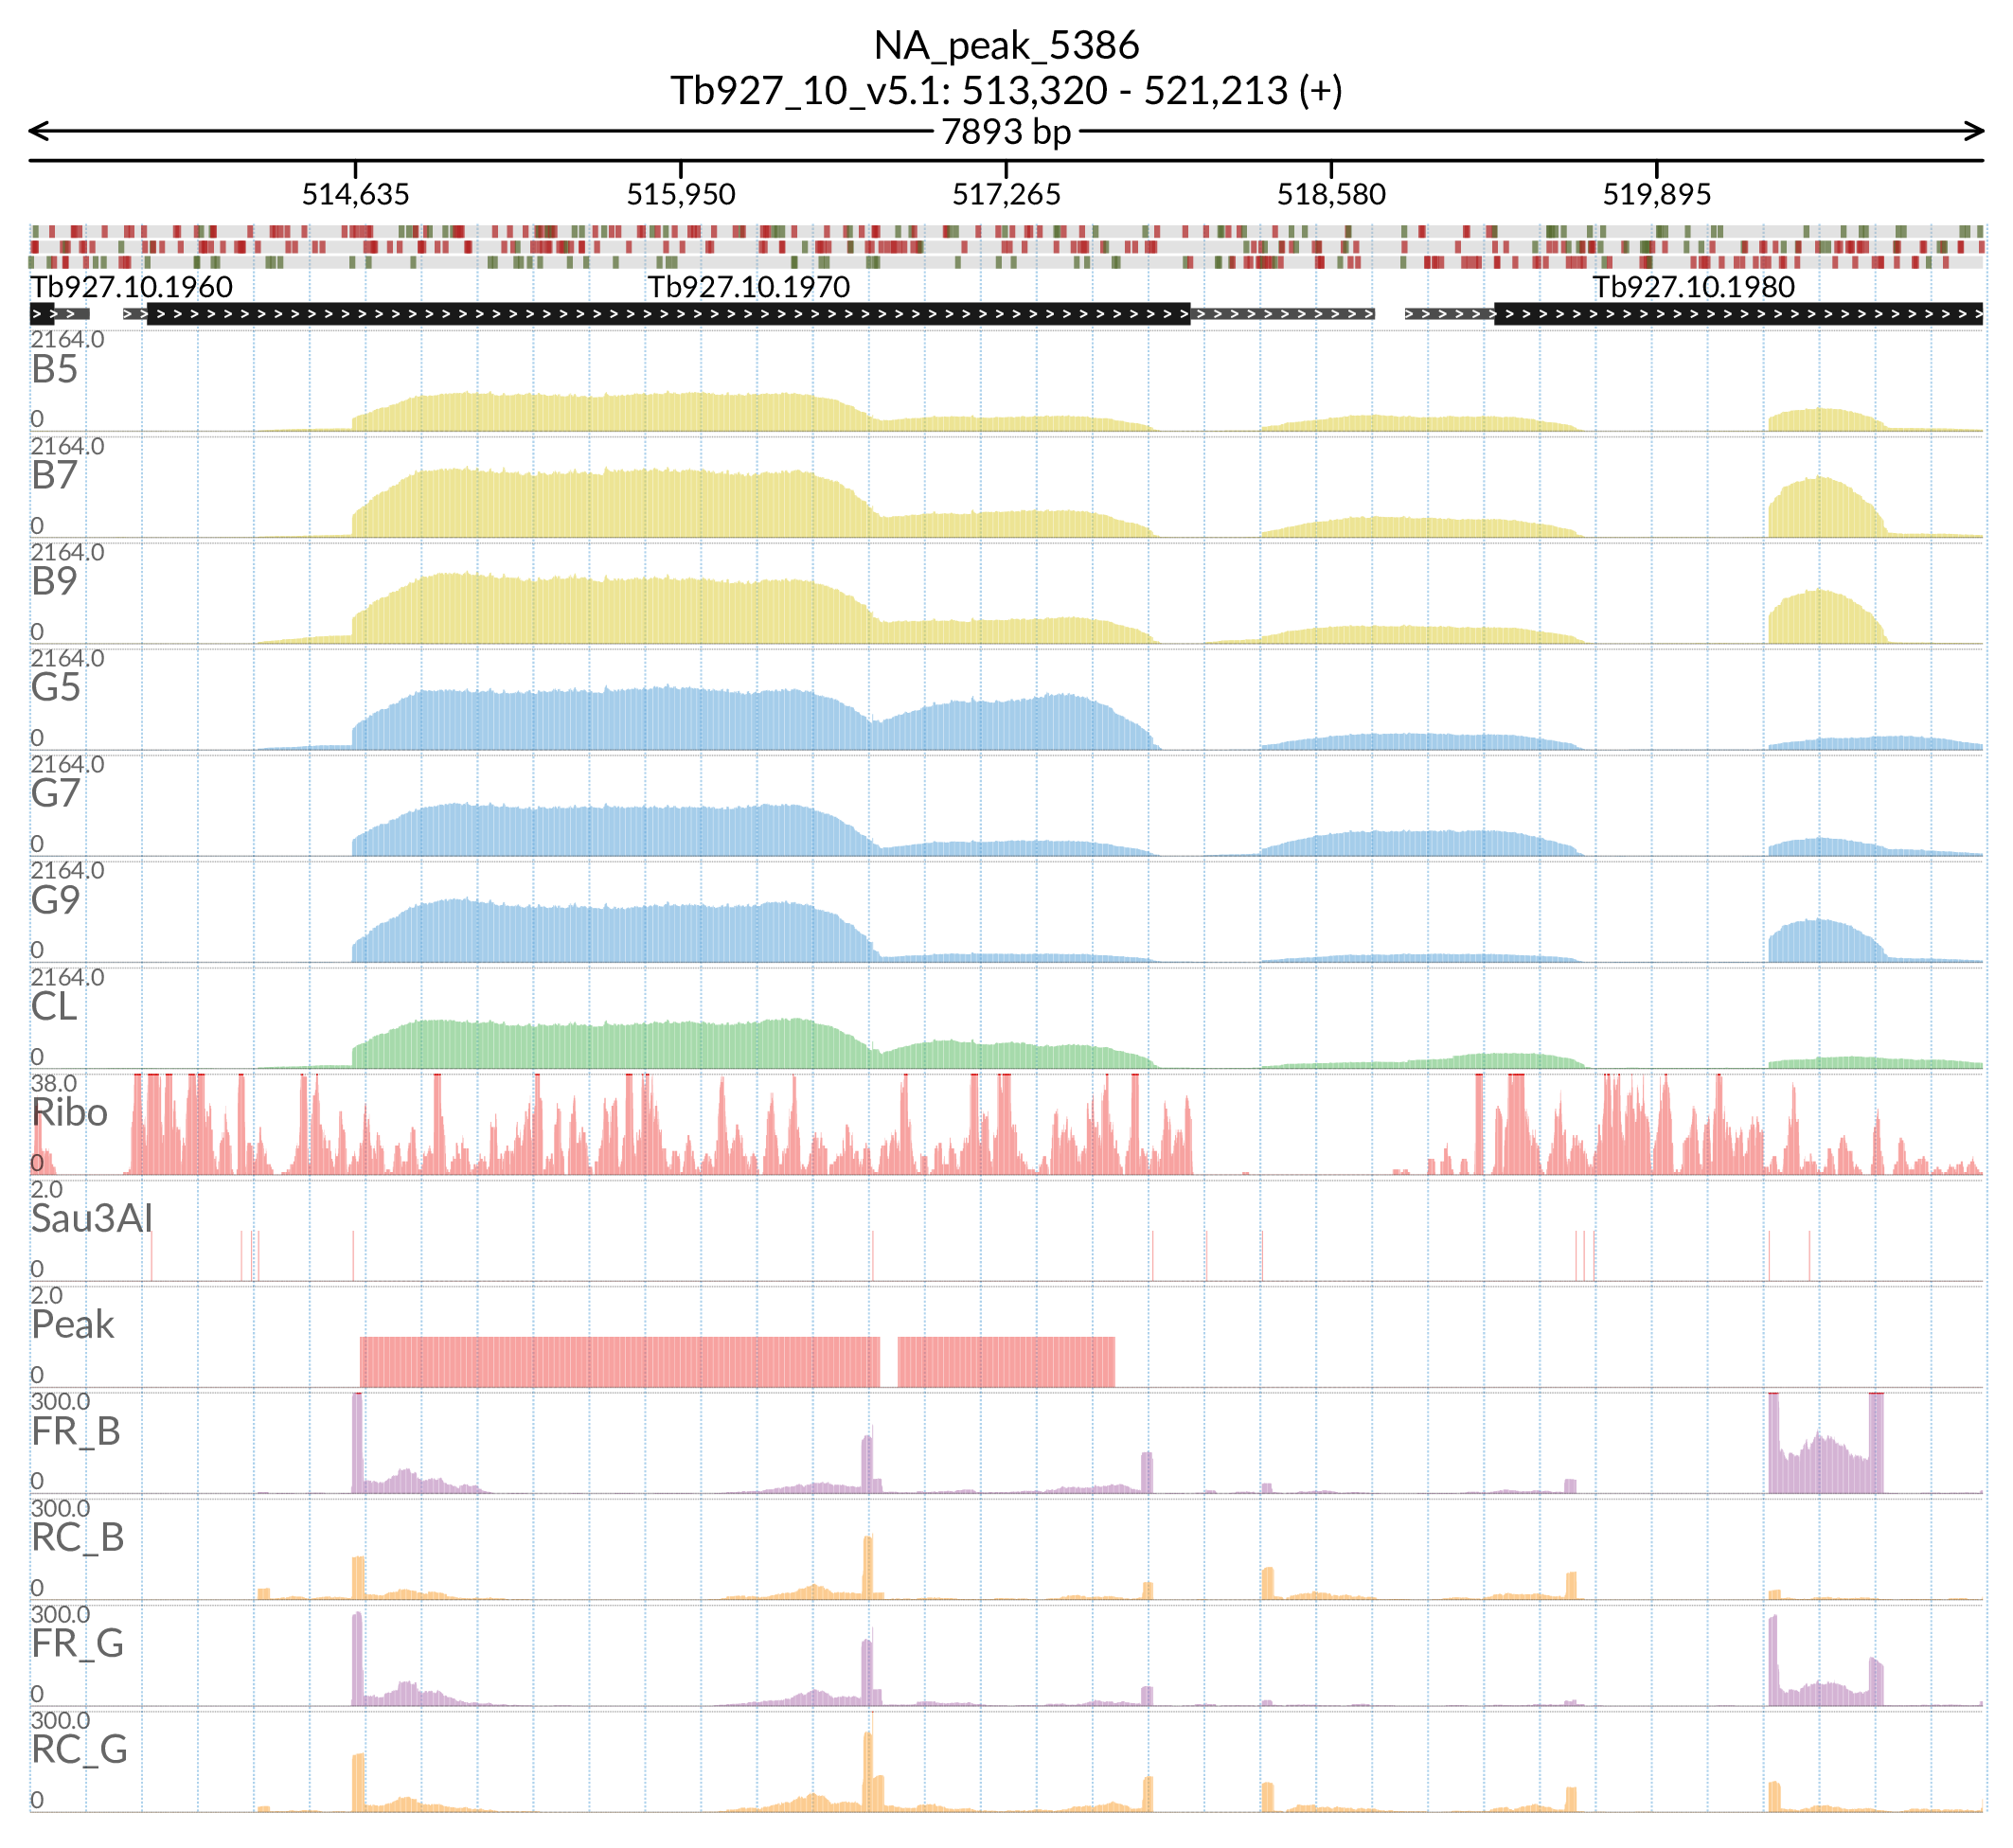 NA_peak_5386
Tb927_10_v5.1: 513,320 - 521,213 (+)
7893 bp
514,635 515,950 517,265 518,580 519,895
Tb927.10.1960 Tb927.10.1970 Tb927.10.1980
2164.0
B5
0
2164.0
B7
0
2164.0
B9
0
2164.0
G5
0
2164.0
G7
0
2164.0
G9
0
2164.0
CL
0
38.0
Ribo
0
2.0
Sau3AI
0
2.0
Peak
0
300.0
FR_B
0
300.0
RC_B
0
300.0
FR_G
0
300.0
RC_G
0